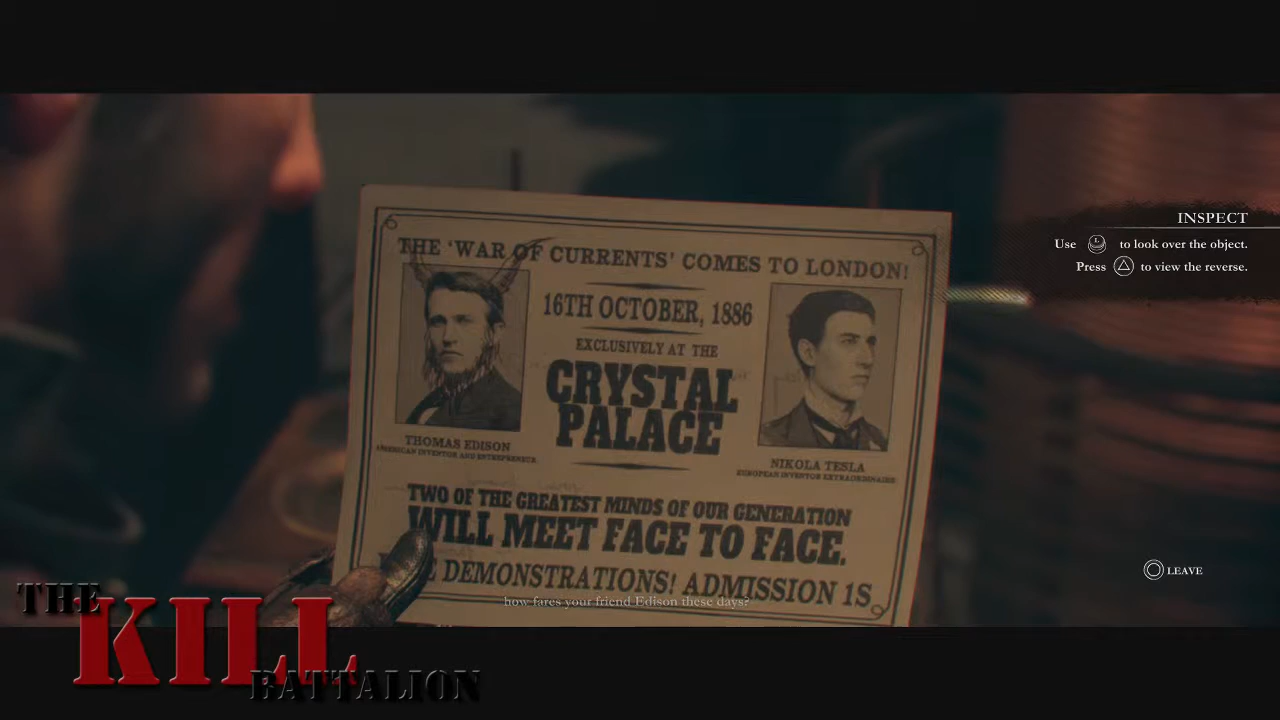 THE 'WAR OF CURRENTS' COMES TO LONDON!
16TH OCTOBER, 1886
EXCLUSIVELY AT THE
CRYSTAL
PALACE
THOMAS EDISON
AMERICAN INVENTOR AND ENTREPRENEUR
NIKOLA TESLA
EUROPEAN INVENTOR EXTRAORDINAIRE
TWO OF THE GREATEST MINDS OF OUR GENERATION
WILL MEET FACE TO FACE.
DEMONSTRATIONS! ADMISSION 1S
how fares your friend Edison these days?
INSPECT
Use L to look over the object.
Press to view the reverse.
LEAVE
THE
KILL
BATTALION